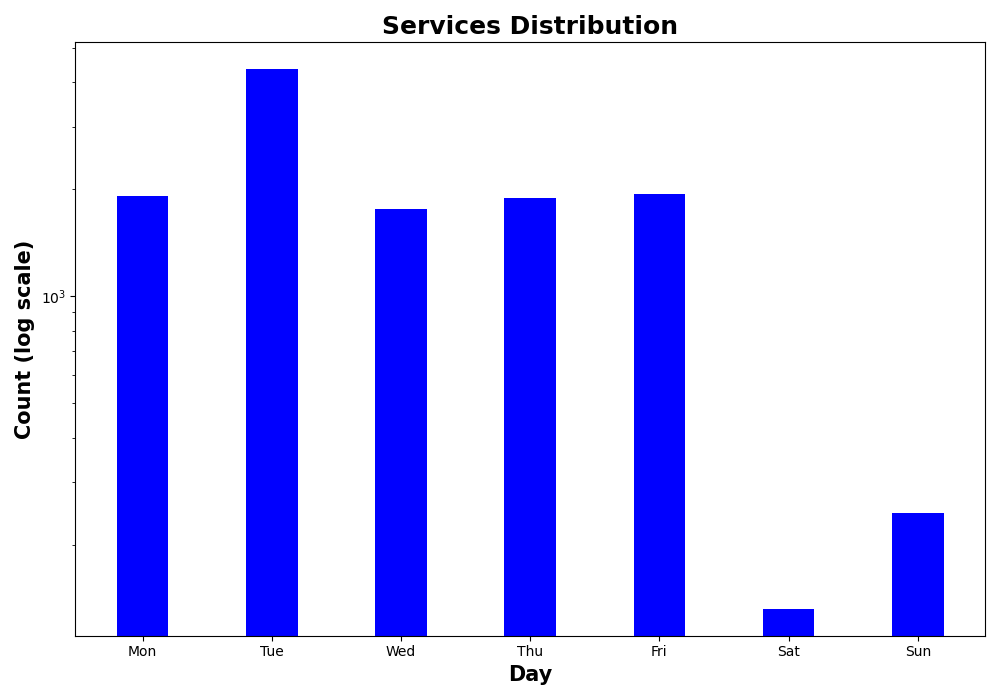 Services Distribution
Count (log scale)
10³
Mon Tue Wed Thu Fri Sat Sun
Day